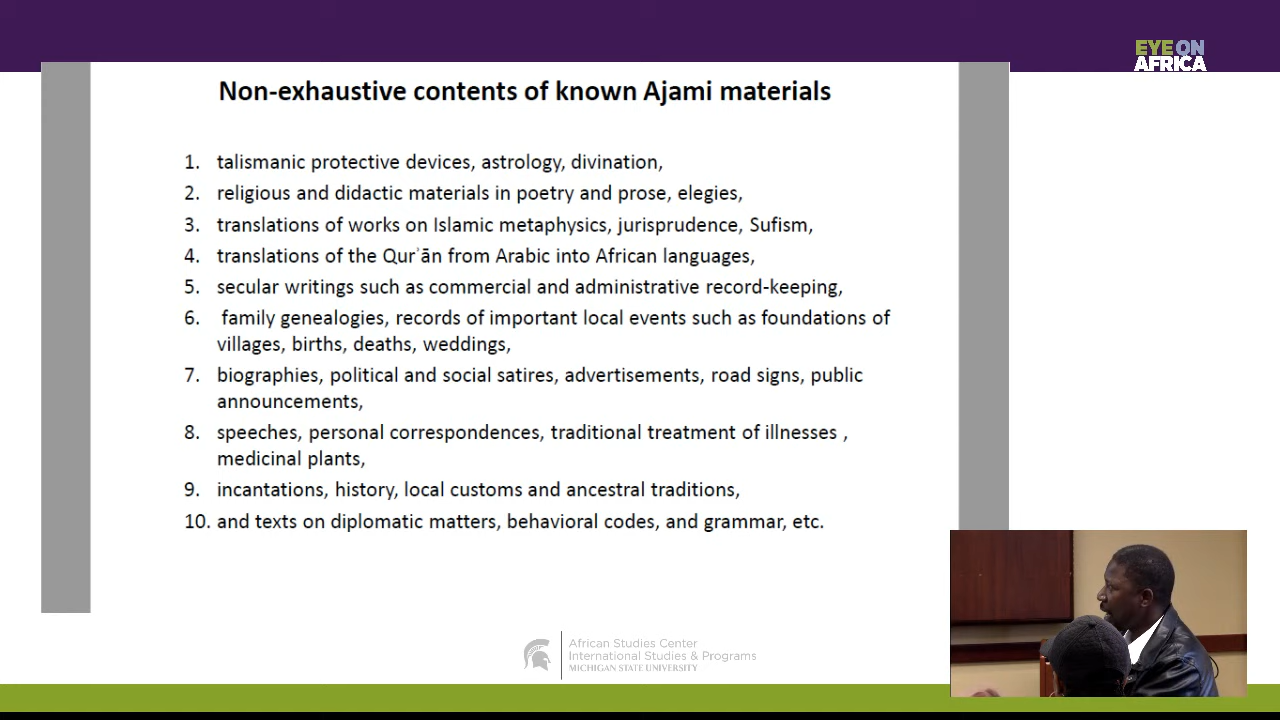 EYE ON
AFRICA
Non-exhaustive contents of known Ajami materials
1. talismanic protective devices, astrology, divination,
2. religious and didactic materials in poetry and prose, elegies,
3. translations of works on Islamic metaphysics, jurisprudence, Sufism,
4. translations of the Qurʾān from Arabic into African languages,
5. secular writings such as commercial and administrative record-keeping,
6. family genealogies, records of important local events such as foundations of
villages, births, deaths, weddings,
7. biographies, political and social satires, advertisements, road signs, public
announcements,
8. speeches, personal correspondences, traditional treatment of illnesses ,
medicinal plants,
9. incantations, history, local customs and ancestral traditions,
10. and texts on diplomatic matters, behavioral codes, and grammar, etc.
African Studies Center
International Studies & Programs
MICHIGAN STATE UNIVERSITY